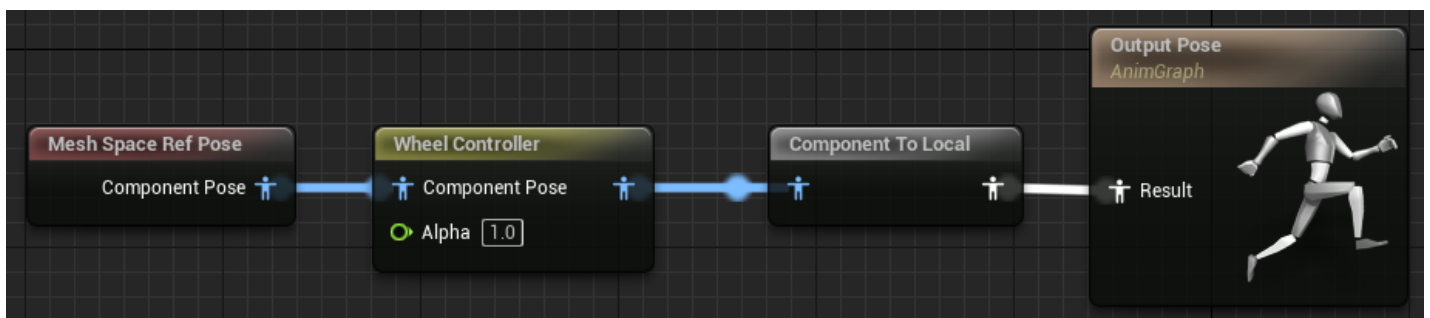 Output Pose
AnimGraph
Mesh Space Ref Pose
Wheel Controller
Component To Local
Component Pose
Component Pose
Result
Alpha 1.0